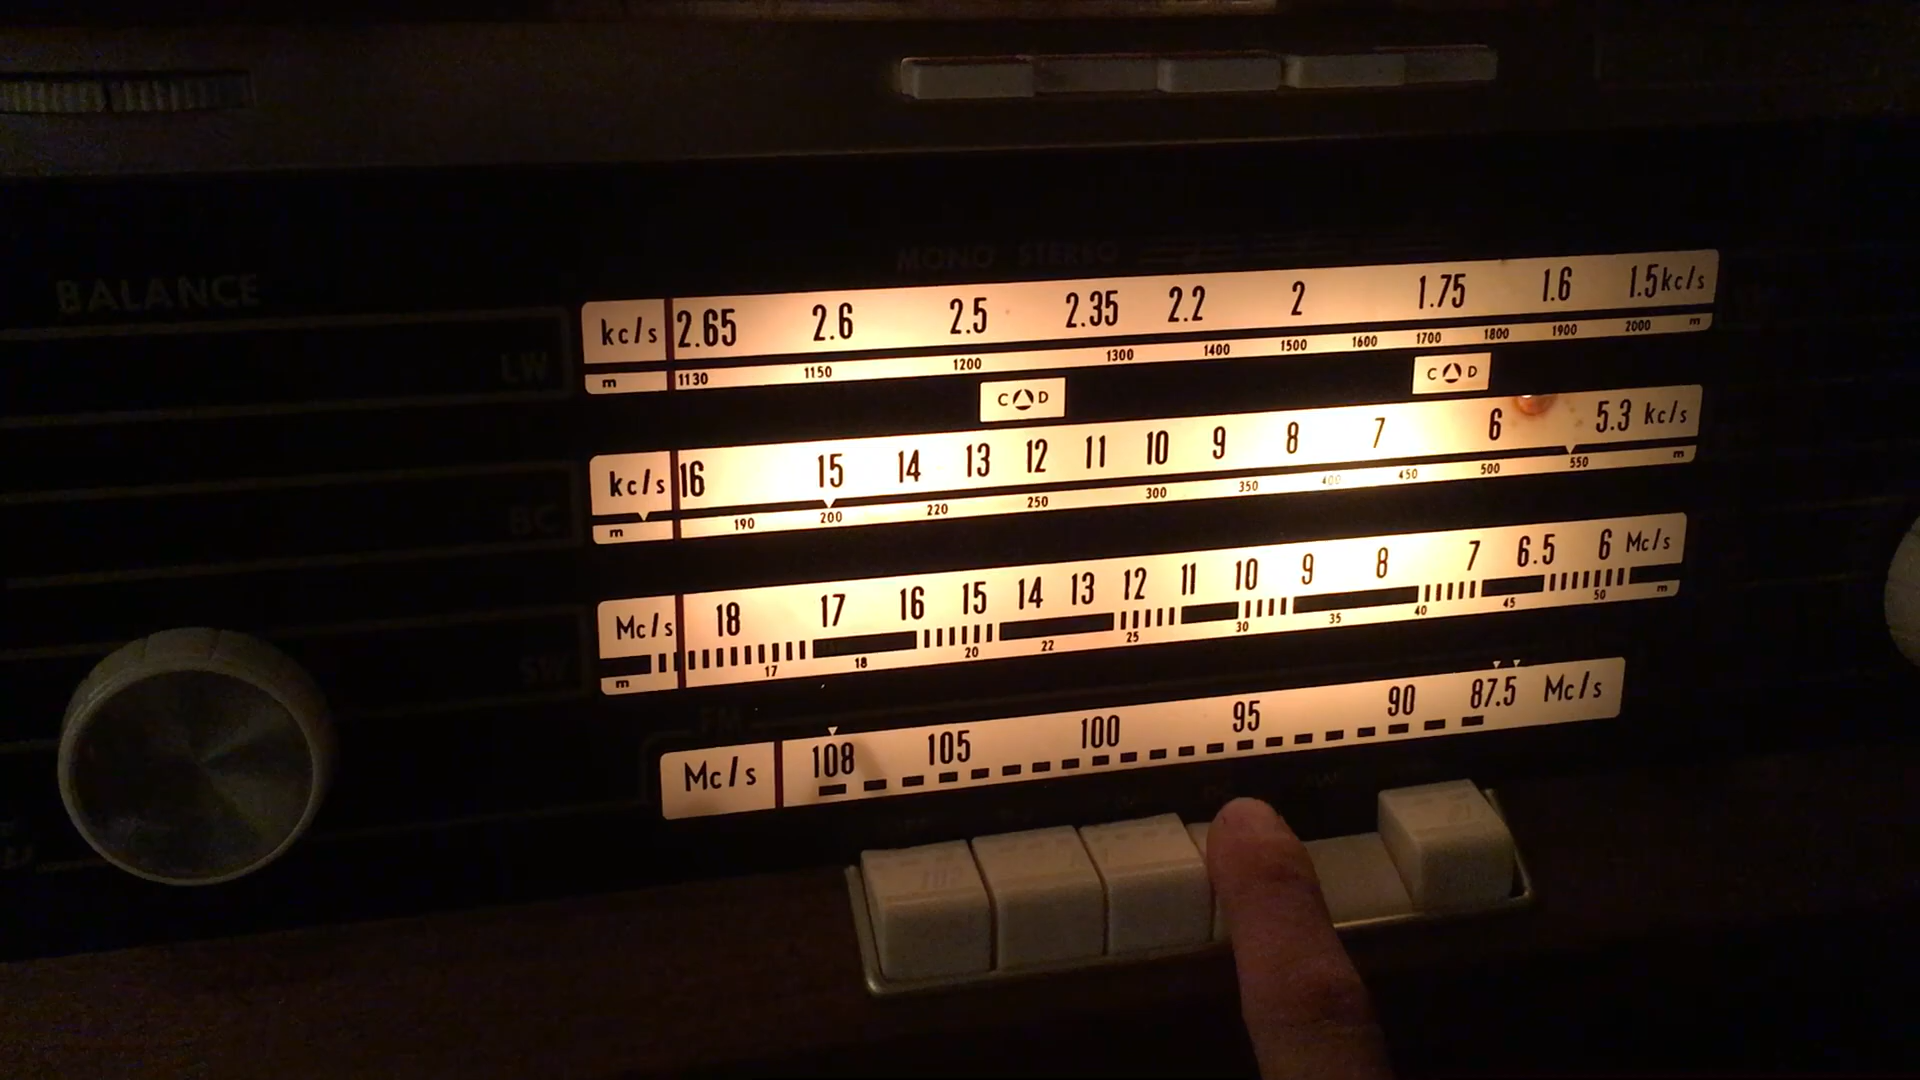 MONO STEREO
BALANCE
kc/s 2.65 2.6 2.5 2.35 2.2 2 1.75 1.6 1.5 kc/s
LW
m 1130 1150 1200 1300 1400 1500 1600 1700 1800 1900 2000 m
C D C D
kc/s 16 15 14 13 12 11 10 9 8 7 6 5.3 kc/s
BC
m 190 200 220 250 300 350 400 450 500 550 m
Mc/s 18 17 16 15 14 13 12 11 10 9 8 7 6.5 6 Mc/s
SW
m 17 18 20 22 25 30 35 40 45 50 m
FM
Mc/s 108 105 100 95 90 87.5 Mc/s